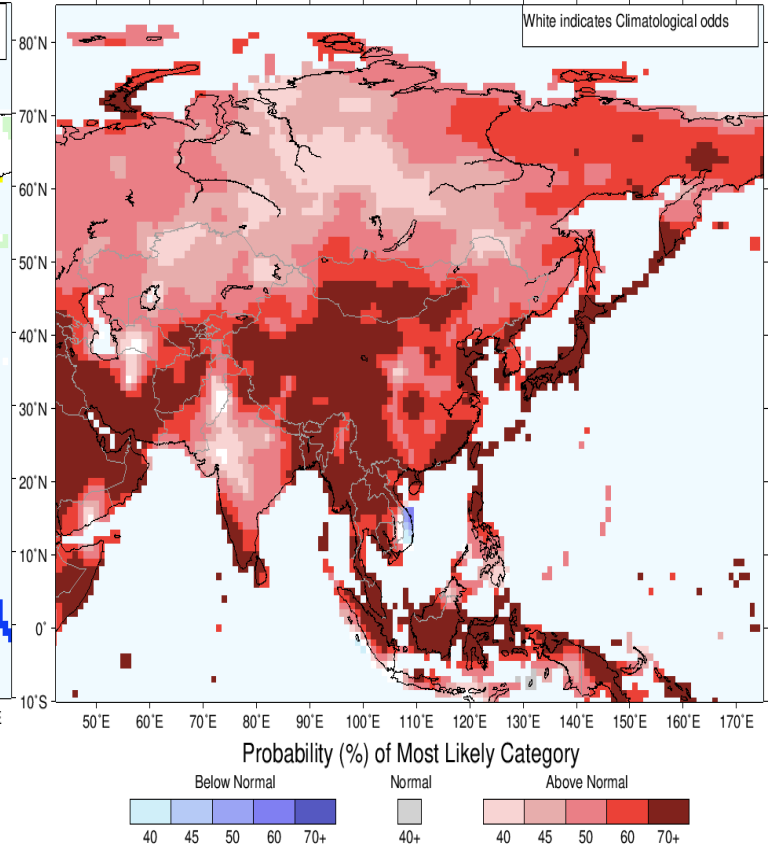 White indicates Climatological odds
80°N
70°N
60°N
50°N
40°N
30°N
20°N
10°N
0°
10°S
50°E 60°E 70°E 80°E 90°E 100°E 110°E 120°E 130°E 140°E 150°E 160°E 170°E
E
Probability (%) of Most Likely Category
Below Normal Normal Above Normal
40 45 50 60 70+ 40+ 40 45 50 60 70+